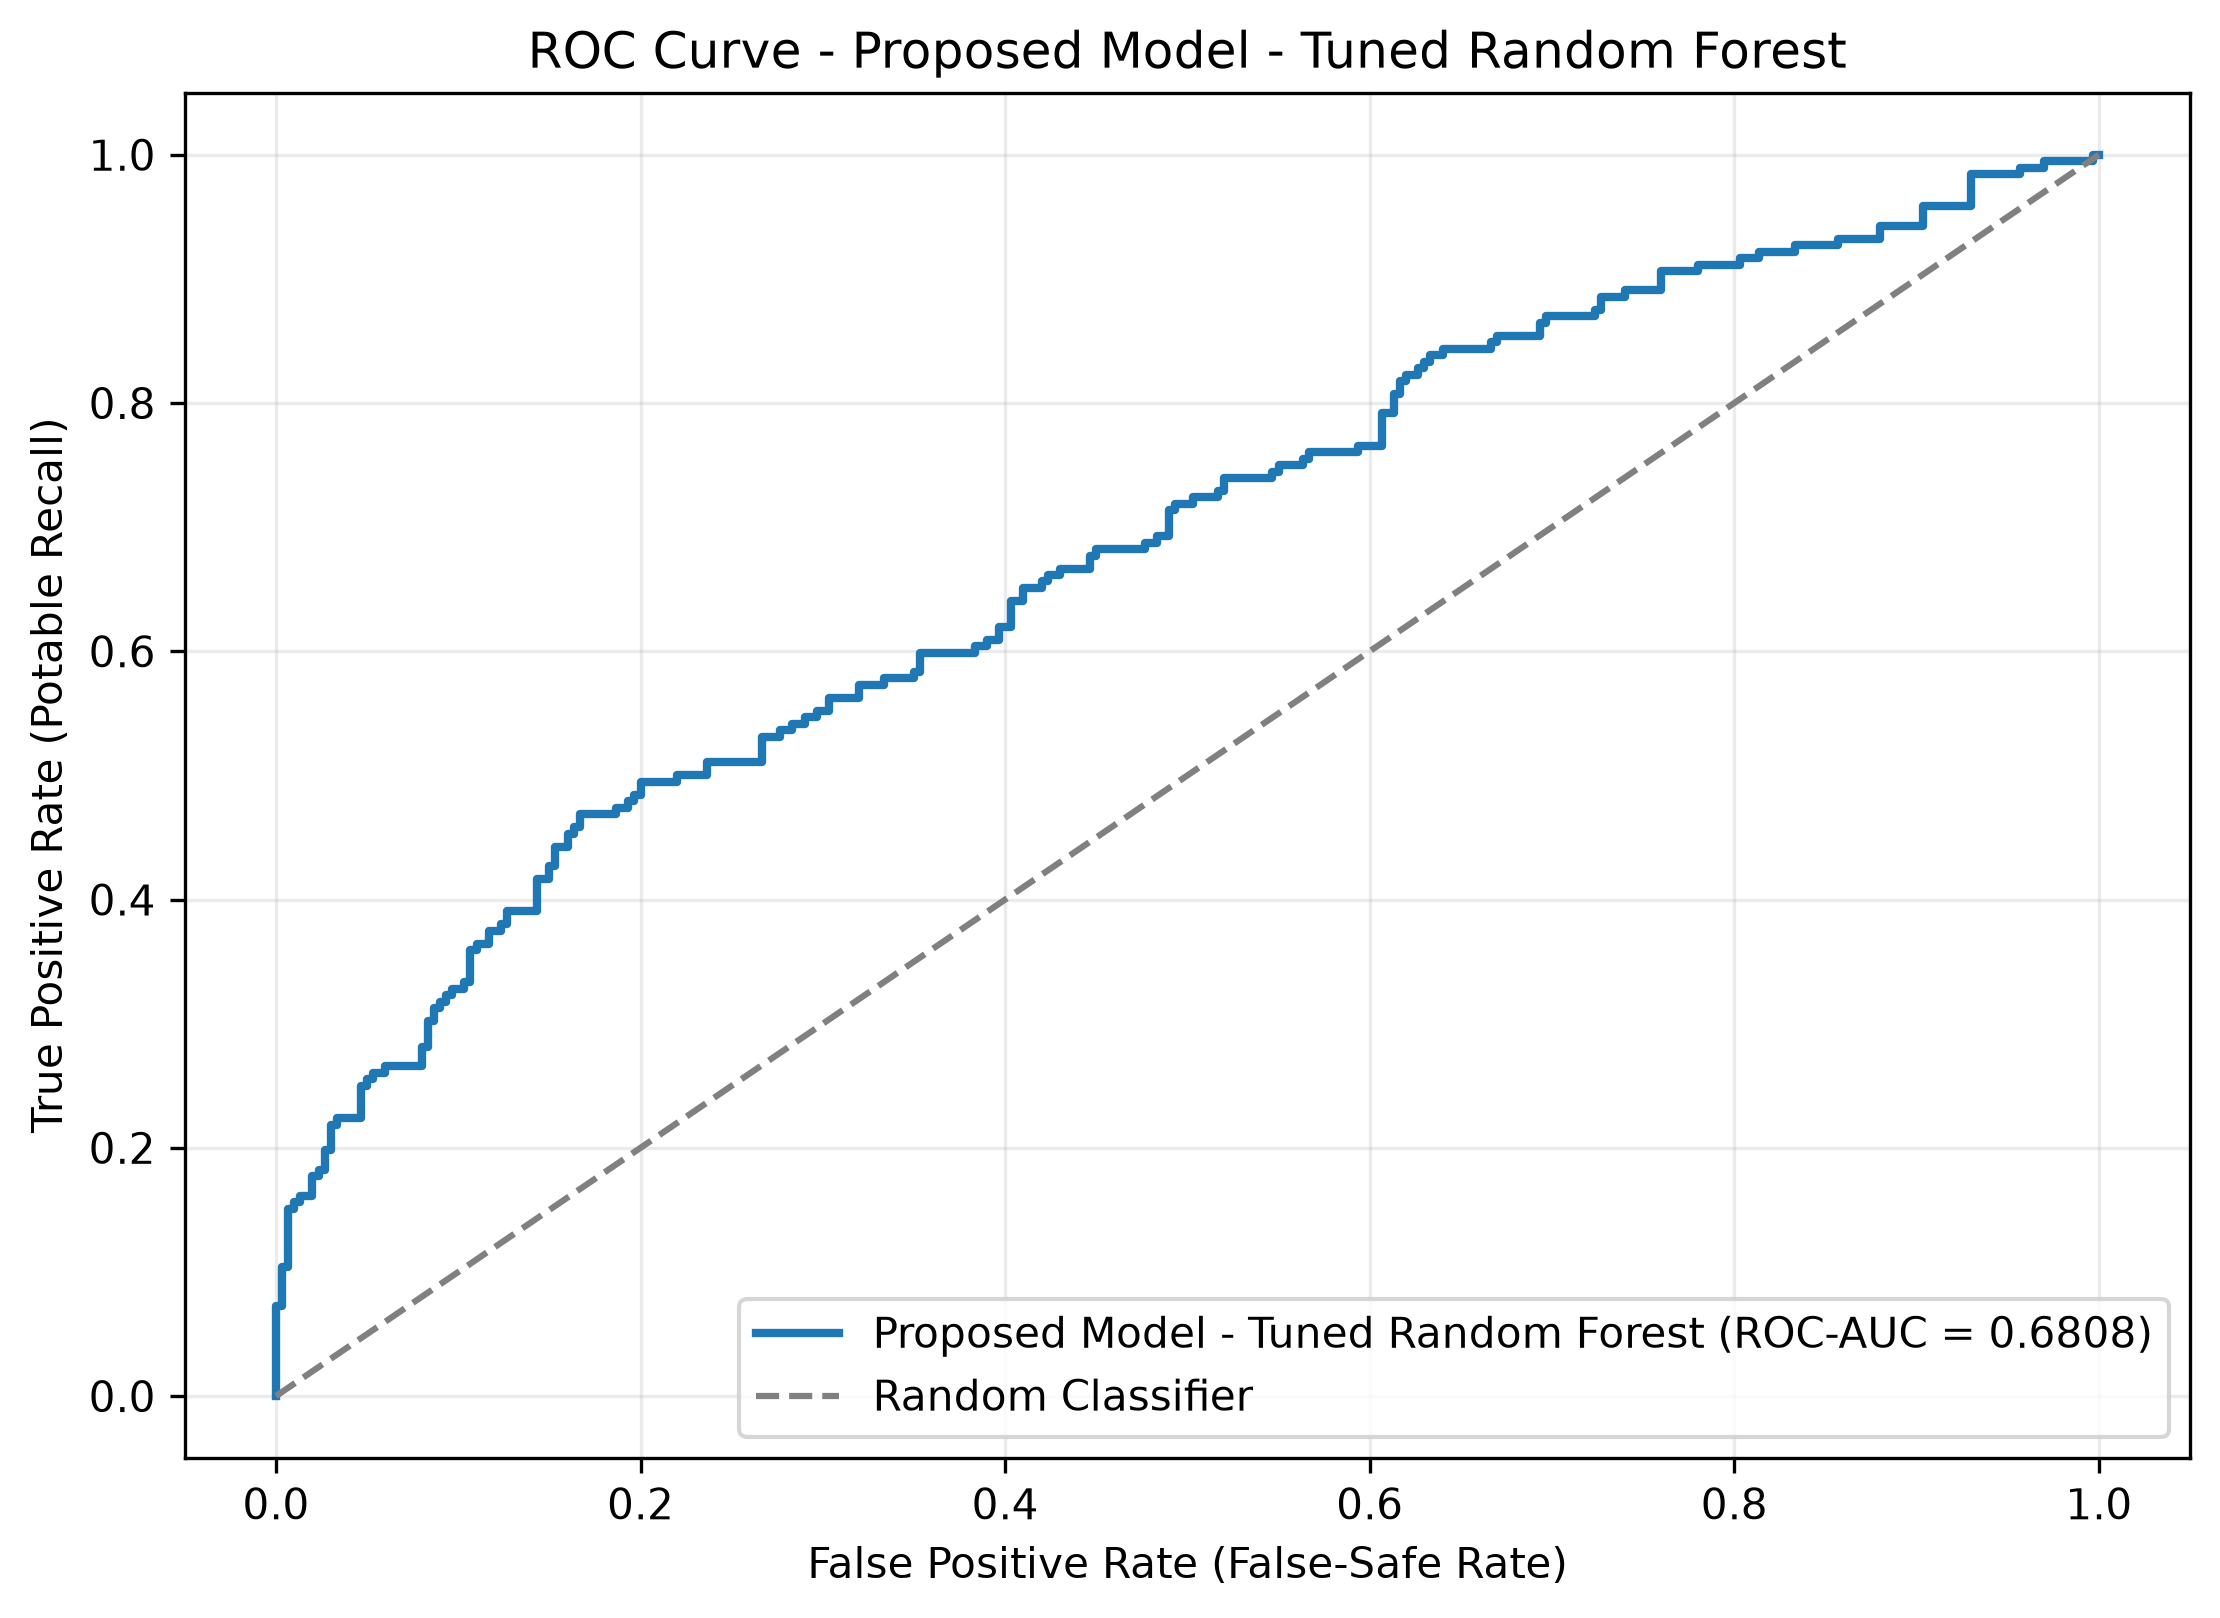 ROC Curve - Proposed Model - Tuned Random Forest
True Positive Rate (Potable Recall)
1.0
0.8
0.6
0.4
0.2
0.0
Proposed Model - Tuned Random Forest (ROC-AUC = 0.6808)
Random Classifier
0.0 0.2 0.4 0.6 0.8 1.0
False Positive Rate (False-Safe Rate)